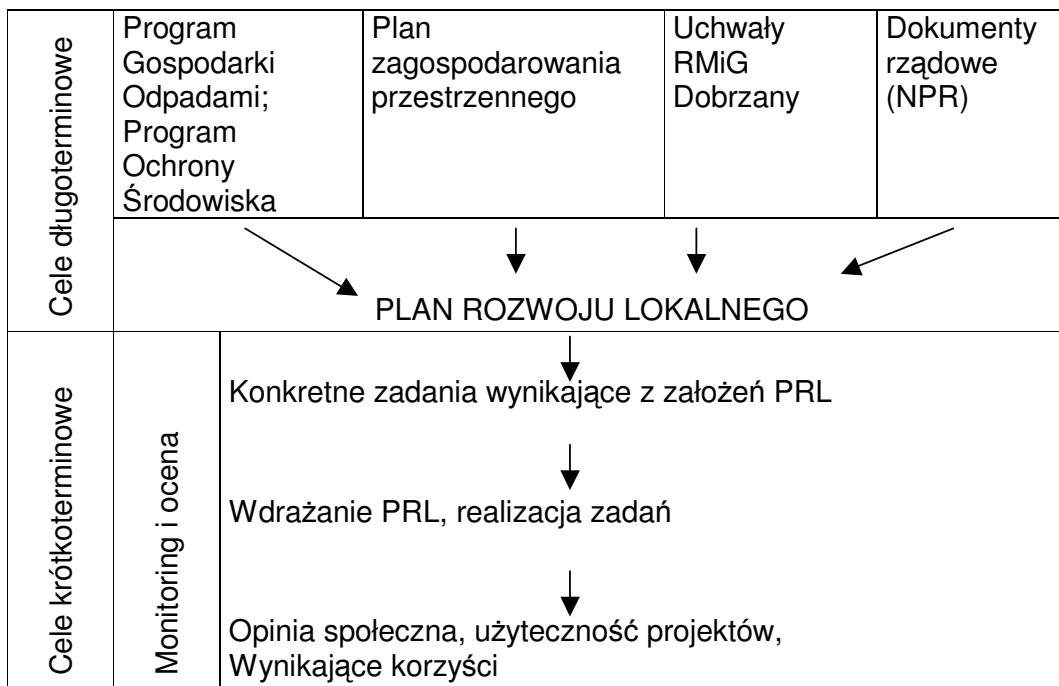 Cele długoterminowe
Program
Gospodarki
Odpadami;
Program
Ochrony
Środowiska
Plan
zagospodarowania
przestrzennego
Uchwały
RMiG
Dobrzany
Dokumenty
rządowe
(NPR)
PLAN ROZWOJU LOKALNEGO
Cele krótkoterminowe
Monitoring i ocena
Konkretne zadania wynikające z założeń PRL
Wdrażanie PRL, realizacja zadań
Opinia społeczna, użyteczność projektów,
Wynikające korzyści